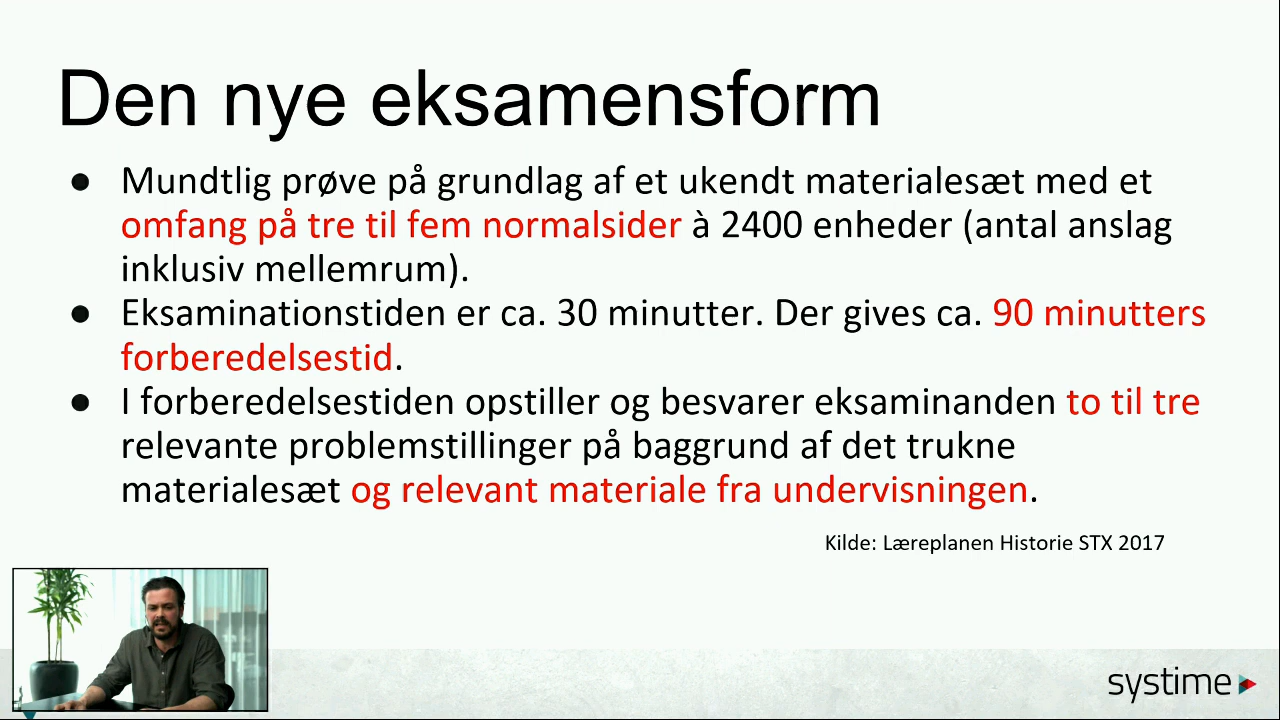 Den nye eksamensform
● Mundtlig prøve på grundlag af et ukendt materialesæt med et
omfang på tre til fem normalsider à 2400 enheder (antal anslag
inklusiv mellemrum).
● Eksaminationstiden er ca. 30 minutter. Der gives ca. 90 minutters
forberedelsestid.
● I forberedelsestiden opstiller og besvarer eksaminanden to til tre
relevante problemstillinger på baggrund af det trukne
materialesæt og relevant materiale fra undervisningen.
Kilde: Læreplanen Historie STX 2017
systime